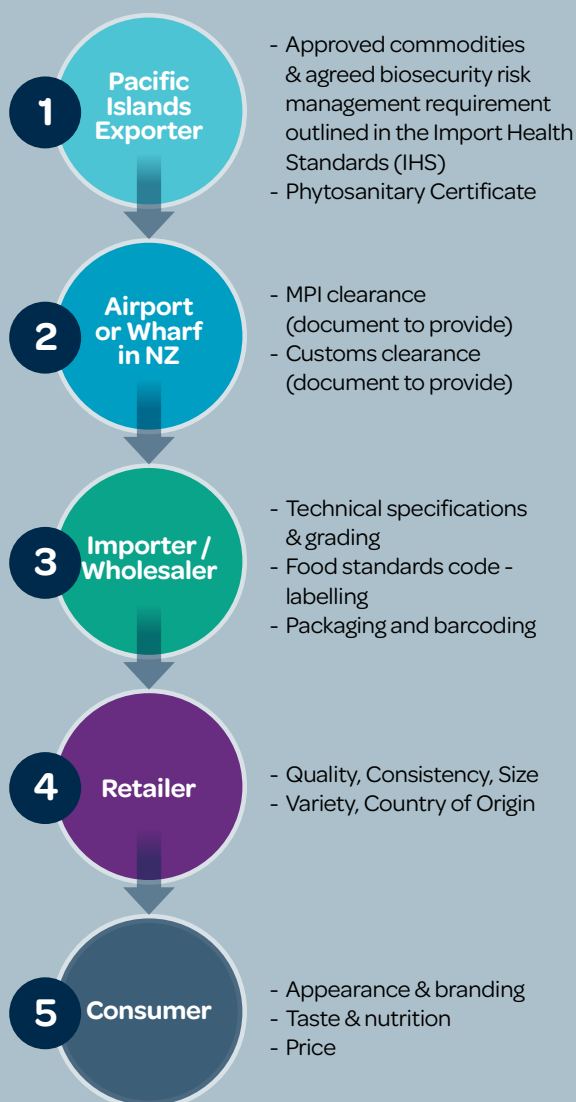 1
Pacific
Islands
Exporter
- Approved commodities
& agreed biosecurity risk
management requirement
outlined in the Import Health
Standards (IHS)
- Phytosanitary Certificate
2
Airport
or Wharf
in NZ
- MPI clearance
(document to provide)
- Customs clearance
(document to provide)
3
Importer /
Wholesaler
- Technical specifications
& grading
- Food standards code -
labelling
- Packaging and barcoding
4
Retailer
- Quality, Consistency, Size
- Variety, Country of Origin
5
Consumer
- Appearance & branding
- Taste & nutrition
- Price